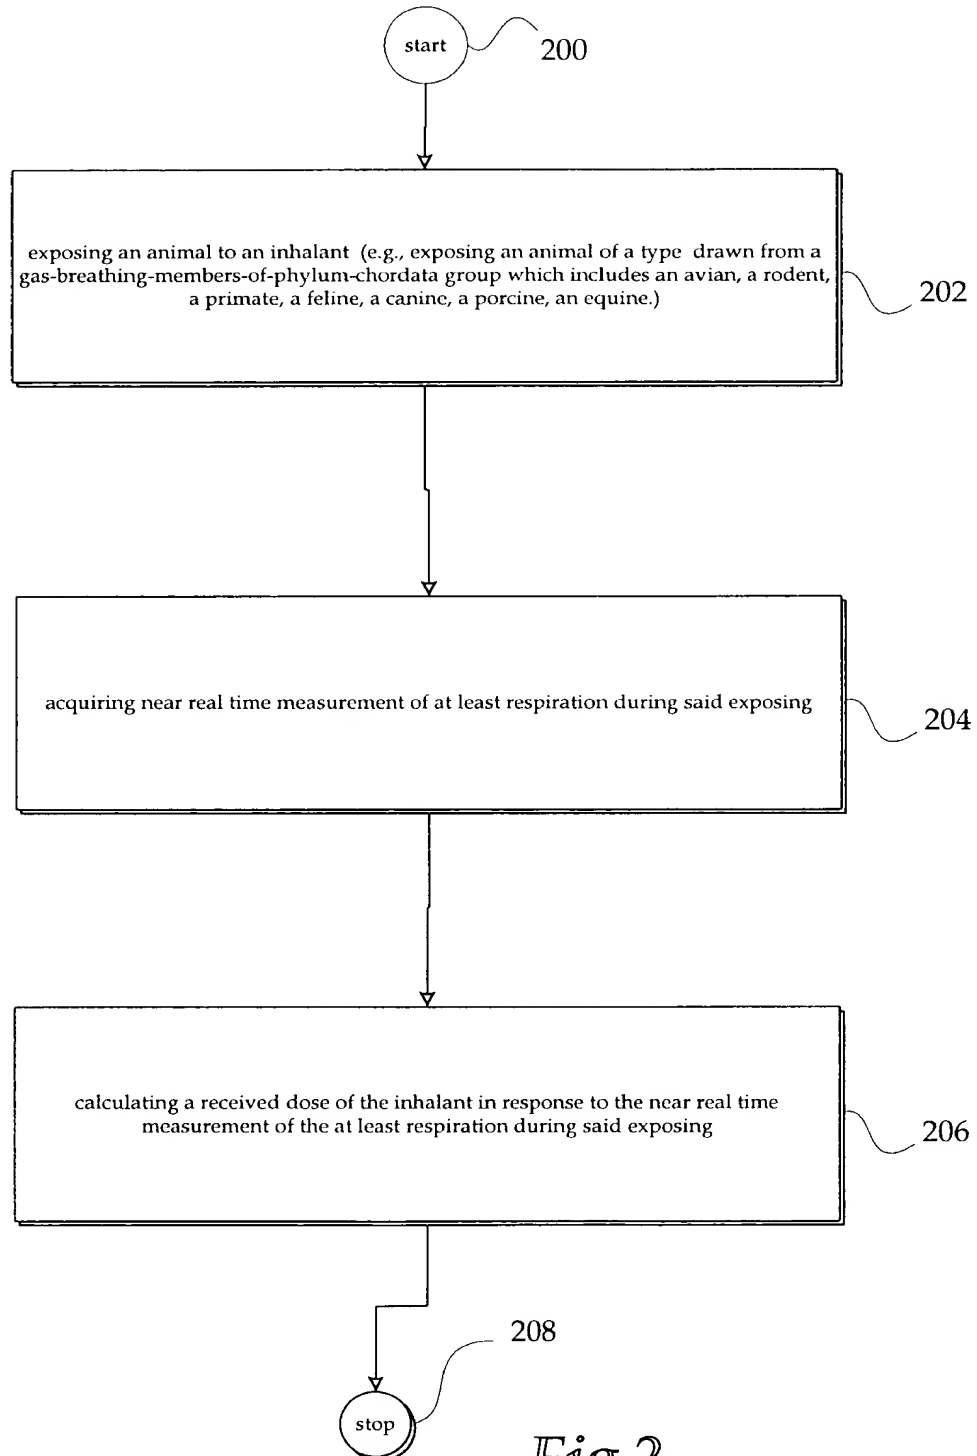 start
200
exposing an animal to an inhalant (e.g., exposing an animal of a type drawn from a
gas-breathing-members-of-phylum-chordata group which includes an avian, a rodent,
a primate, a feline, a canine, a porcine, an equine.)
202
acquiring near real time measurement of at least respiration during said exposing
204
calculating a received dose of the inhalant in response to the near real time
measurement of the at least respiration during said exposing
206
208
stop
Fig 2